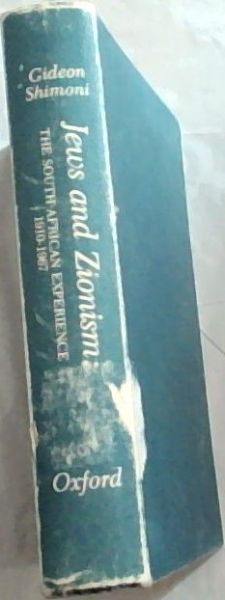 Gideon
Shimoni
Jews and Zionism:
THE SOUTH AFRICAN EXPERIENCE
1910-1967
Oxford